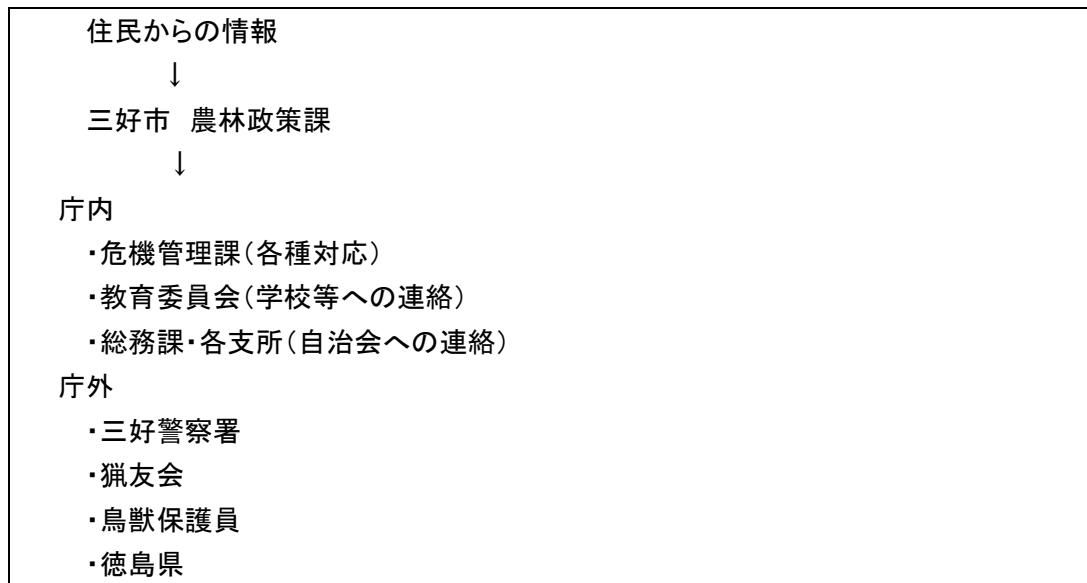 住民からの情報
↓
三好市　農林政策課
↓
庁内
・危機管理課（各種対応）
・教育委員会（学校等への連絡）
・総務課・各支所（自治会への連絡）
庁外
・三好警察署
・猟友会
・鳥獣保護員
・徳島県